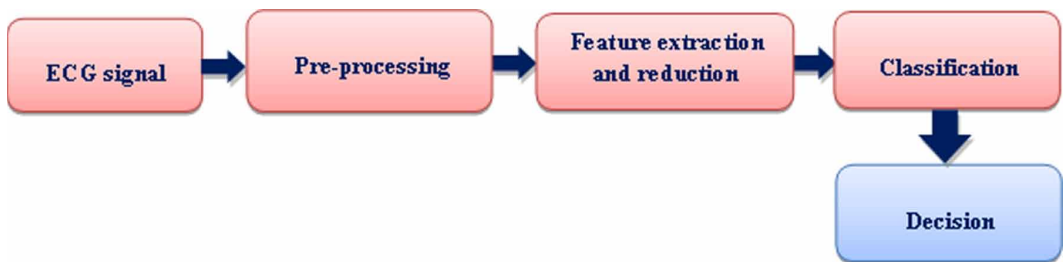 ECG signal
Pre-processing
Feature extraction
and reduction
Classification
Decision